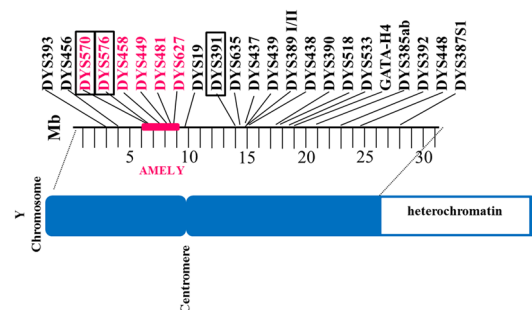 DYS393
DYS456
DYS570
DYS576
DYS458
DYS449
DYS481
DYS627
DYS19
DYS391
DYS635
DYS437
DYS439
DYS389 I/II
DYS438
DYS390
DYS518
DYS533
GATA-H4
DYS385ab
DYS392
DYS448
DYS387S1
Mb
5
10
15
20
25
30
AMEL Y
Y
Chromosome
heterochromatin
Centromere